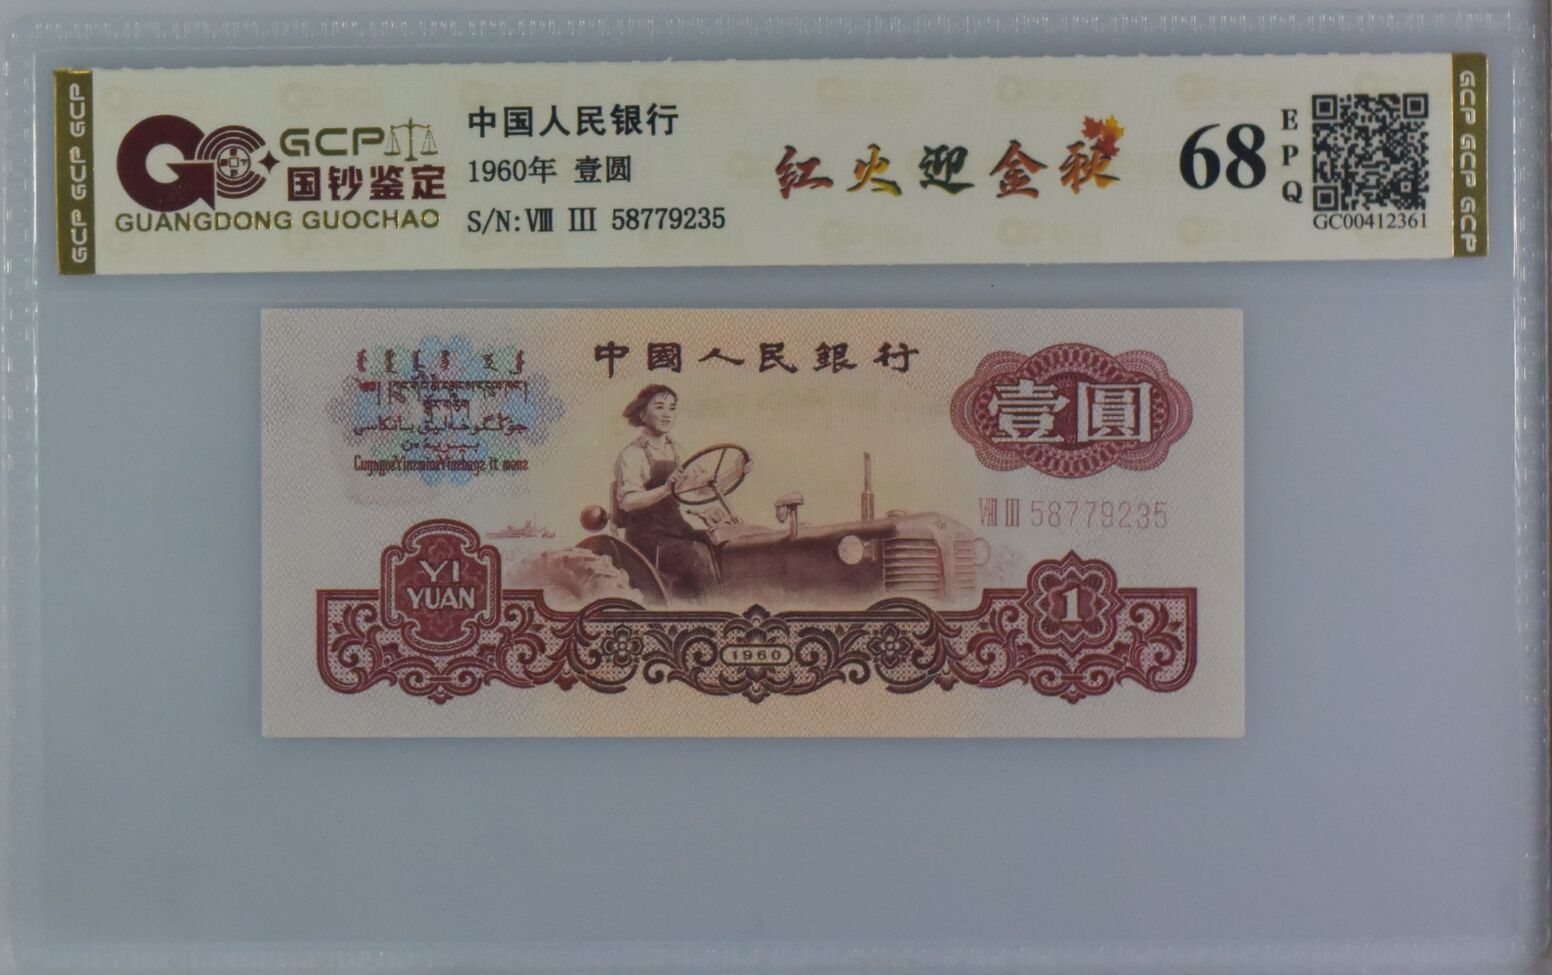 GCP GCP GCP
GCP
国钞鉴定
GUANGDONG GUOCHAO
中国人民银行
1960年 壹圆
S/N: Ⅷ Ⅲ 58779235
红火迎金秋
68
EPQ
GC00412361
GCP GCP GCP
中國人民銀行
壹圓
Ⅷ Ⅲ 58779235
YI
YUAN
1960
1